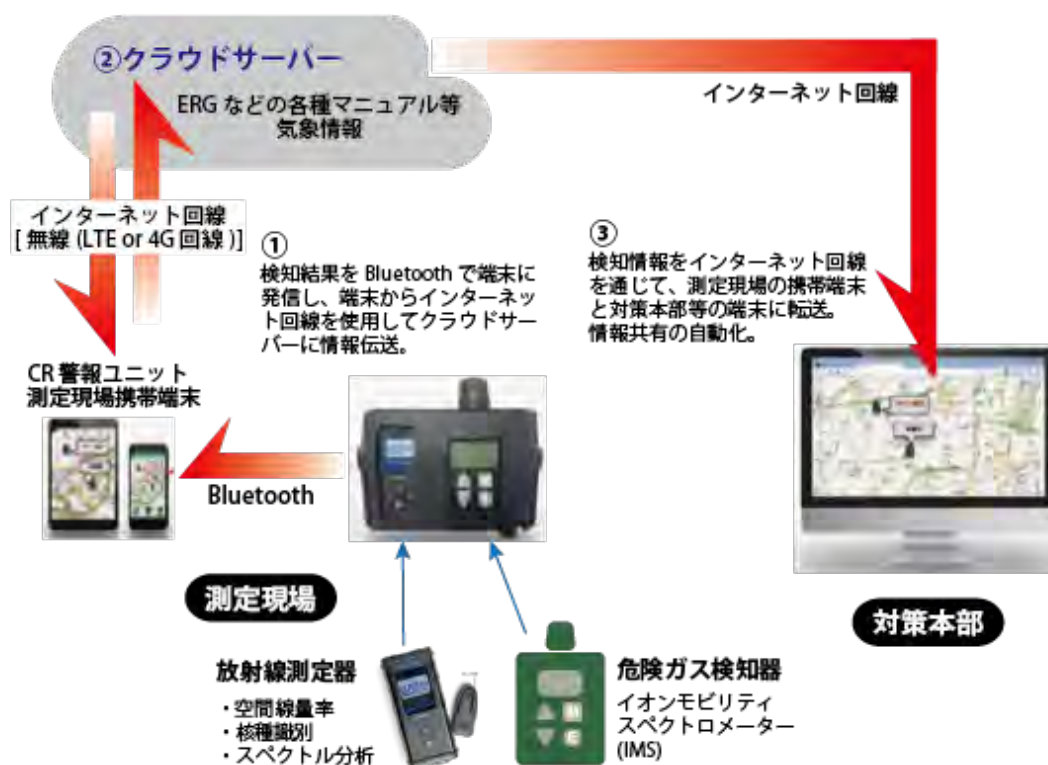 ②クラウドサーバー
ERG などの各種マニュアル等
気象情報
インターネット回線
インターネット回線
[ 無線 (LTE or 4G 回線 )]
①
検知結果を Bluetooth で端末に
発信し、端末からインターネッ
ト回線を使用してクラウドサー
バーに情報伝送。
③
検知情報をインターネット回線
を通じて、測定現場の携帯端末
と対策本部等の端末に転送。
情報共有の自動化。
CR 警報ユニット
測定現場携帯端末
Bluetooth
測定現場
対策本部
放射線測定器
・空間線量率
・核種識別
・スペクトル分析
危険ガス検知器
イオンモビリティ
スペクトロメーター
(IMS)